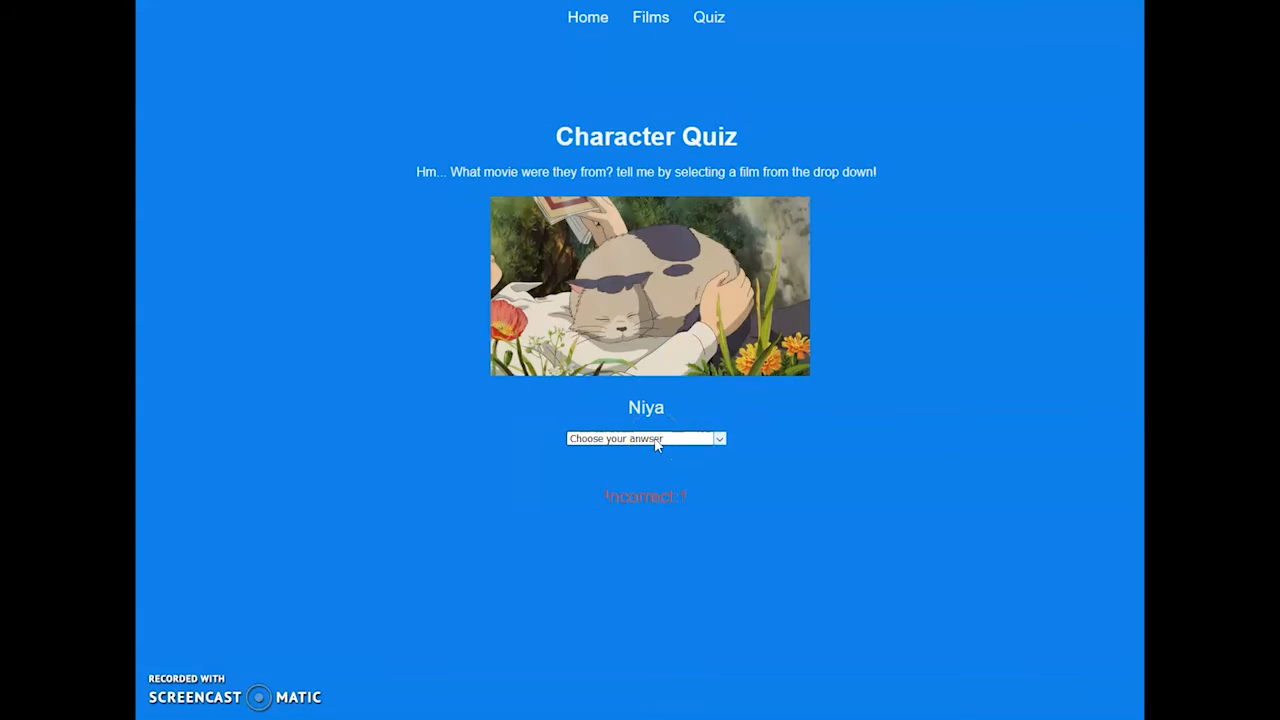 Home Films Quiz
Character Quiz
Hm... What movie were they from? tell me by selecting a film from the drop down!
Niya
Choose your anwser
Incorrect:1
RECORDED WITH
SCREENCAST MATIC